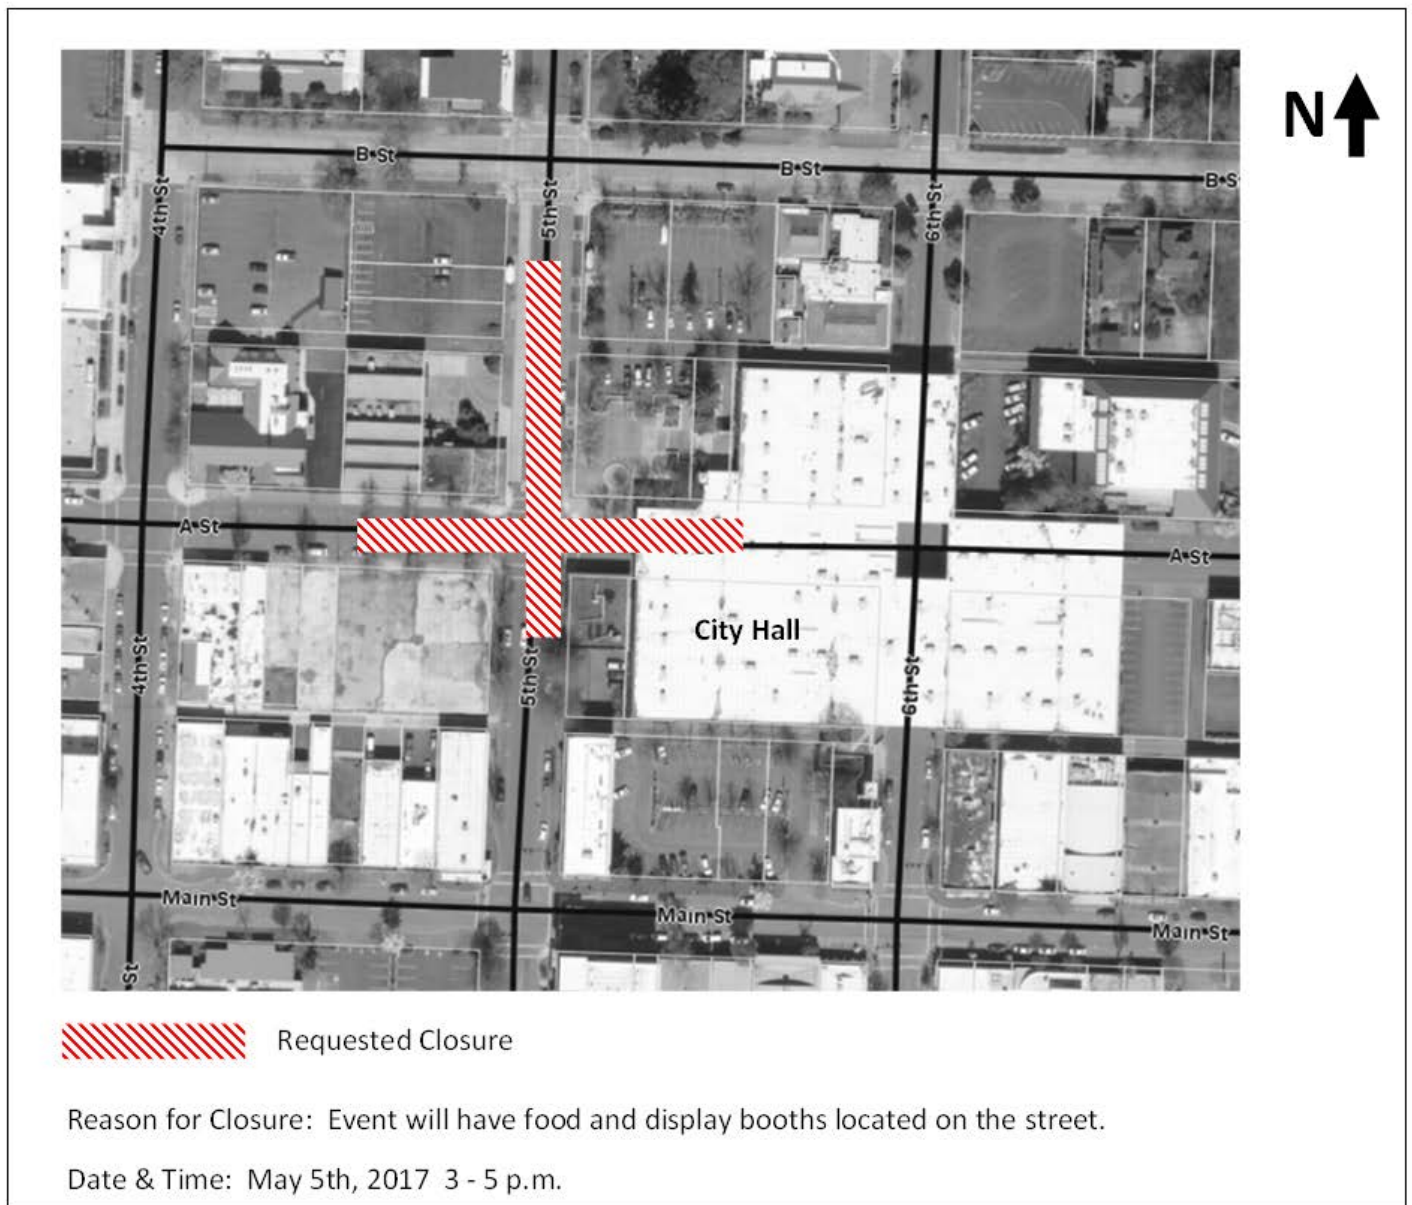 N
B St
B St
B S
4th St
5th St
6th St
A St
A St
City Hall
4th St
5th St
6th St
Main St
Main St
Main St
St
Requested Closure
Reason for Closure: Event will have food and display booths located on the street.
Date & Time: May 5th, 2017 3 - 5 p.m.